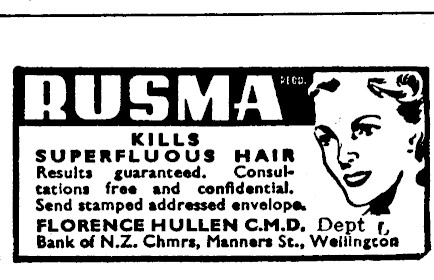 RUSMA REGD.
KILLS
SUPERFLUOUS HAIR
Results guaranteed. Consul-
tations free and confidential.
Send stamped addressed envelope.
FLORENCE HULLEN C.M.D. Dept
Bank of N.Z. Chmrs, Manners St., Wellington